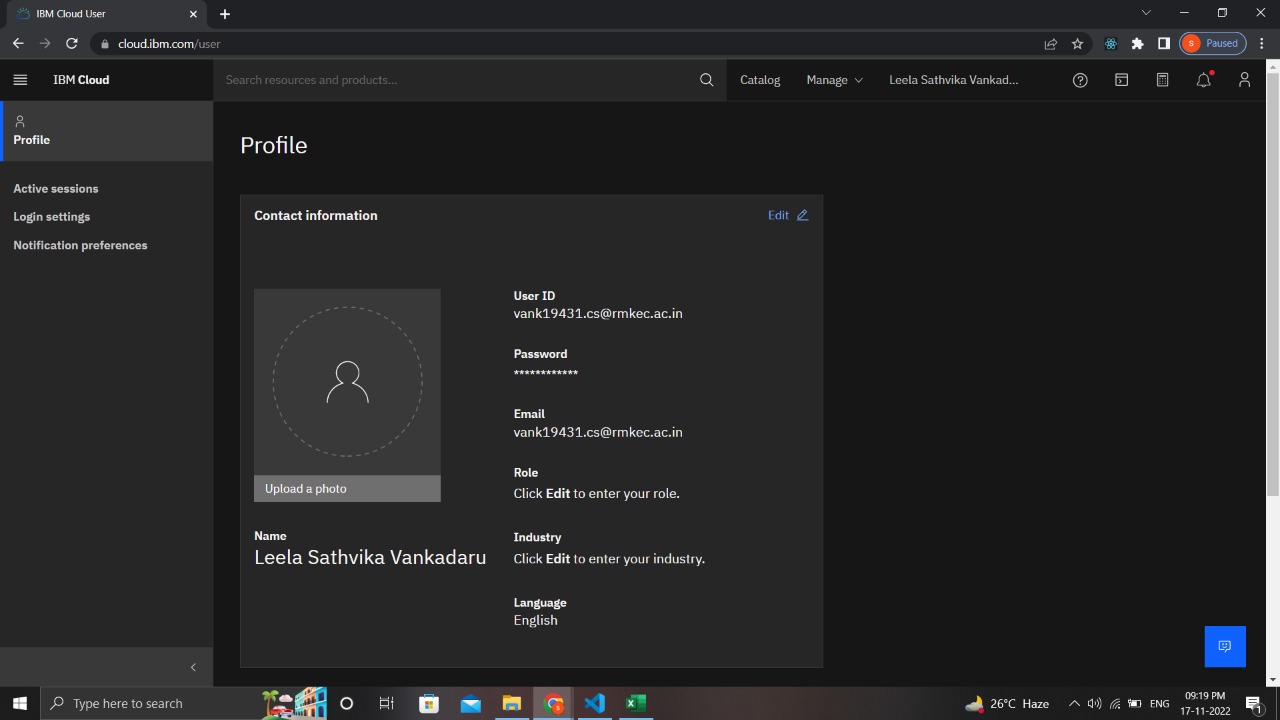 IBM Cloud User
cloud.ibm.com/user
S Paused
IBM Cloud
Search resources and products...
Catalog
Manage
Leela Sathvika Vankad...
Profile
Active sessions
Login settings
Notification preferences
Profile
Contact information
Edit
Upload a photo
Name
Leela Sathvika Vankadaru
User ID
vank19431.cs@rmkec.ac.in
Password
************
Email
vank19431.cs@rmkec.ac.in
Role
Click Edit to enter your role.
Industry
Click Edit to enter your industry.
Language
English
Type here to search
26°C Haze
ENG
09:19 PM
17-11-2022
1